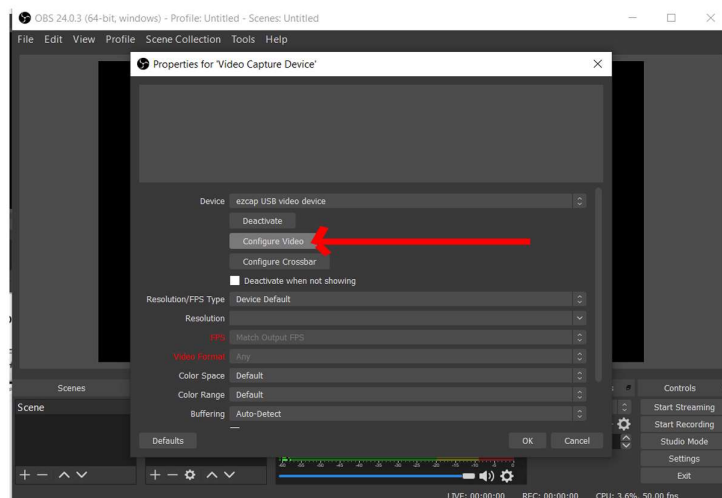 OBS 24.0.3 (64-bit, windows) - Profile: Untitled - Scenes: Untitled
File Edit View Profile Scene Collection Tools Help
Properties for 'Video Capture Device'
Device ezcap USB video device
Deactivate
Configure Video
Configure Crossbar
Deactivate when not showing
Resolution/FPS Type Device Default
Resolution
FPS Match Output FPS
Video Format Any
Color Space Default
Color Range Default
Buffering Auto-Detect
Defaults OK Cancel
Scenes
Scene
Controls
Start Streaming
Start Recording
Studio Mode
Settings
Exit
LIVE: 00:00:00 REC: 00:00:00 CPU: 3.6%, 50.00 fps